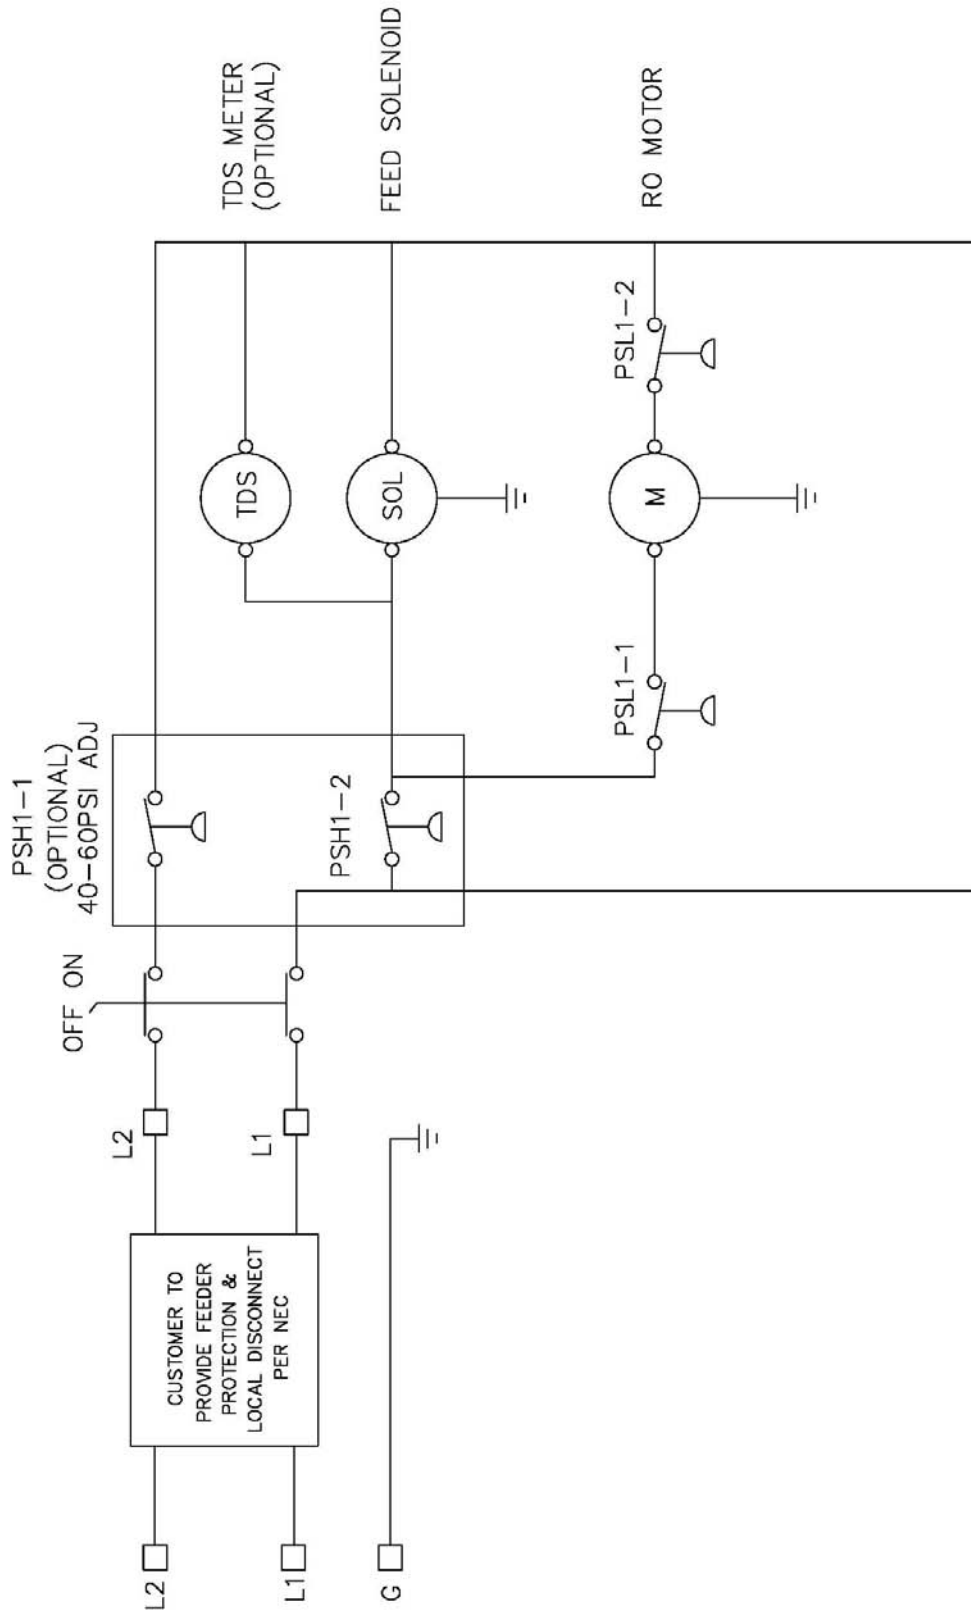 L2
L1
G
CUSTOMER TO
PROVIDE FEEDER
PROTECTION &
LOCAL DISCONNECT
PER NEC
L2
L1
OFF ON
PSH1-1
(OPTIONAL)
40-60PSI ADJ
PSH1-2
PSL1-1
TDS
SOL
M
PSL1-2
TDS METER
(OPTIONAL)
FEED SOLENOID
RO MOTOR